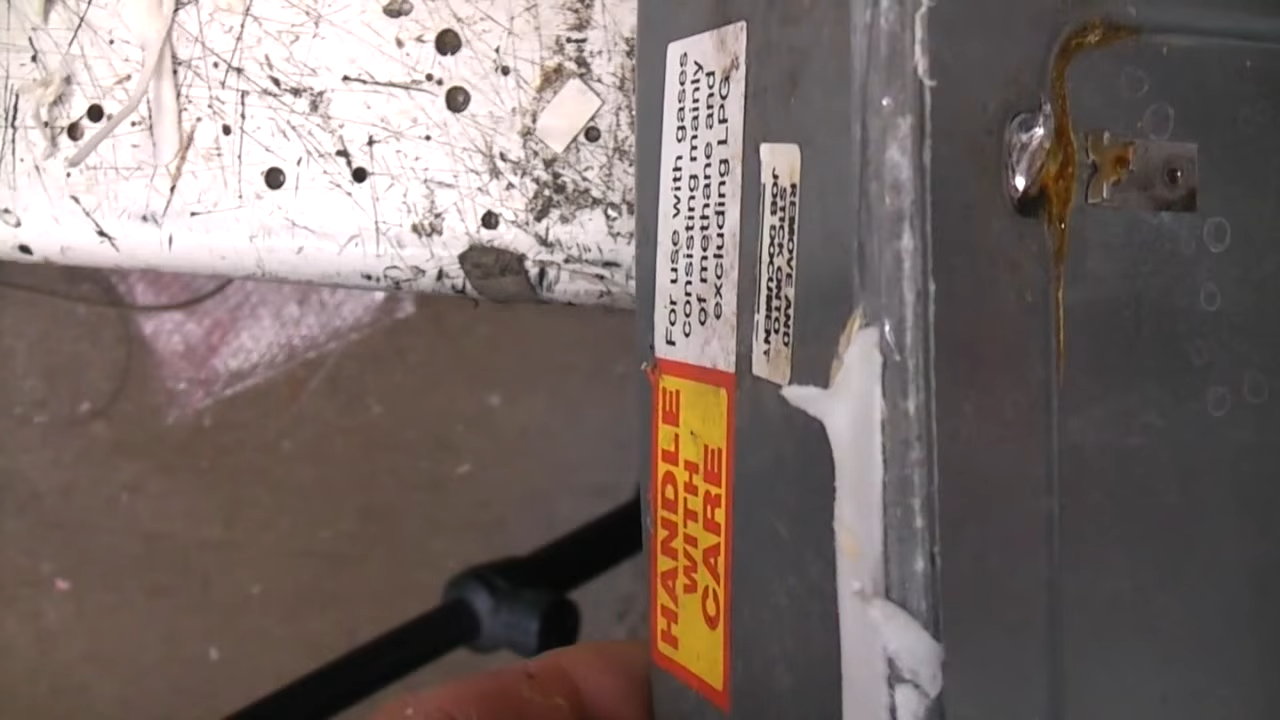 For use with gases
consisting mainly
of methane and
excluding LPG.
REMOVE AND
STICK ONTO
JOB DOCUMENT
HANDLE
WITH
CARE